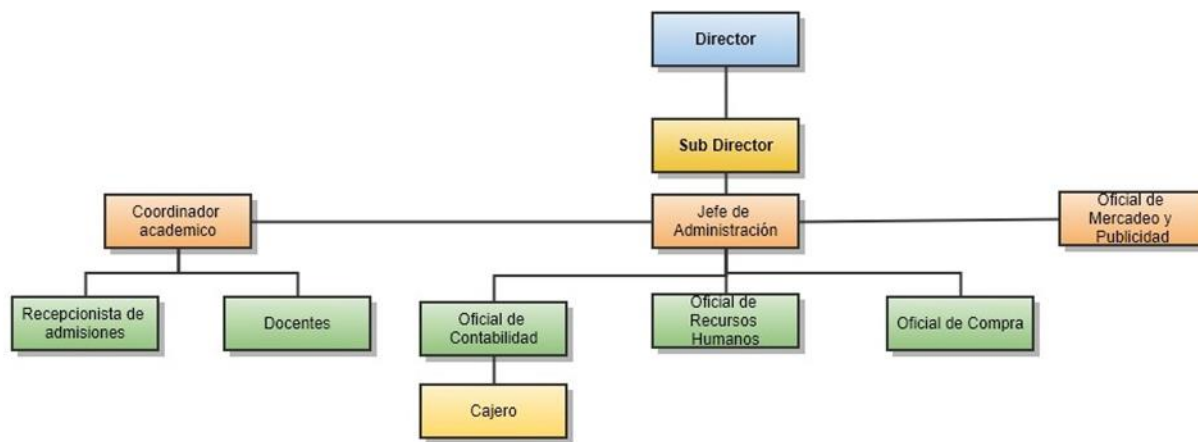 Director
Sub Director
Coordinador
academico
Jefe de
Administración
Oficial de
Mercadeo y
Publicidad
Recepcionista de
admisiones
Docentes
Oficial de
Contabilidad
Oficial de
Recursos
Humanos
Oficial de Compra
Cajero